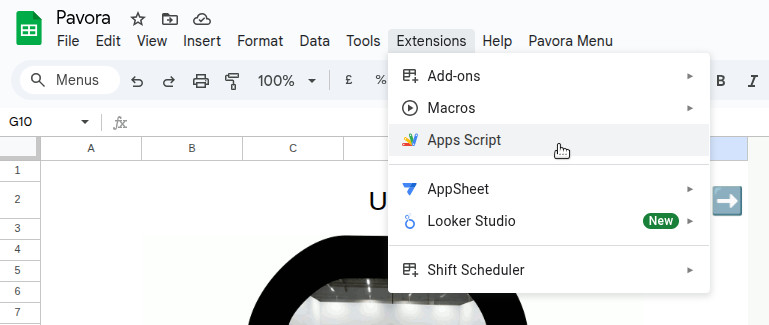 Pavora
File Edit View Insert Format Data Tools Extensions Help Pavora Menu
Menus 100% £ % B I
G10 fx
A B C
1
2 U
3
4
5
6
7
Add-ons
Macros
Apps Script
AppSheet
Looker Studio New
Shift Scheduler